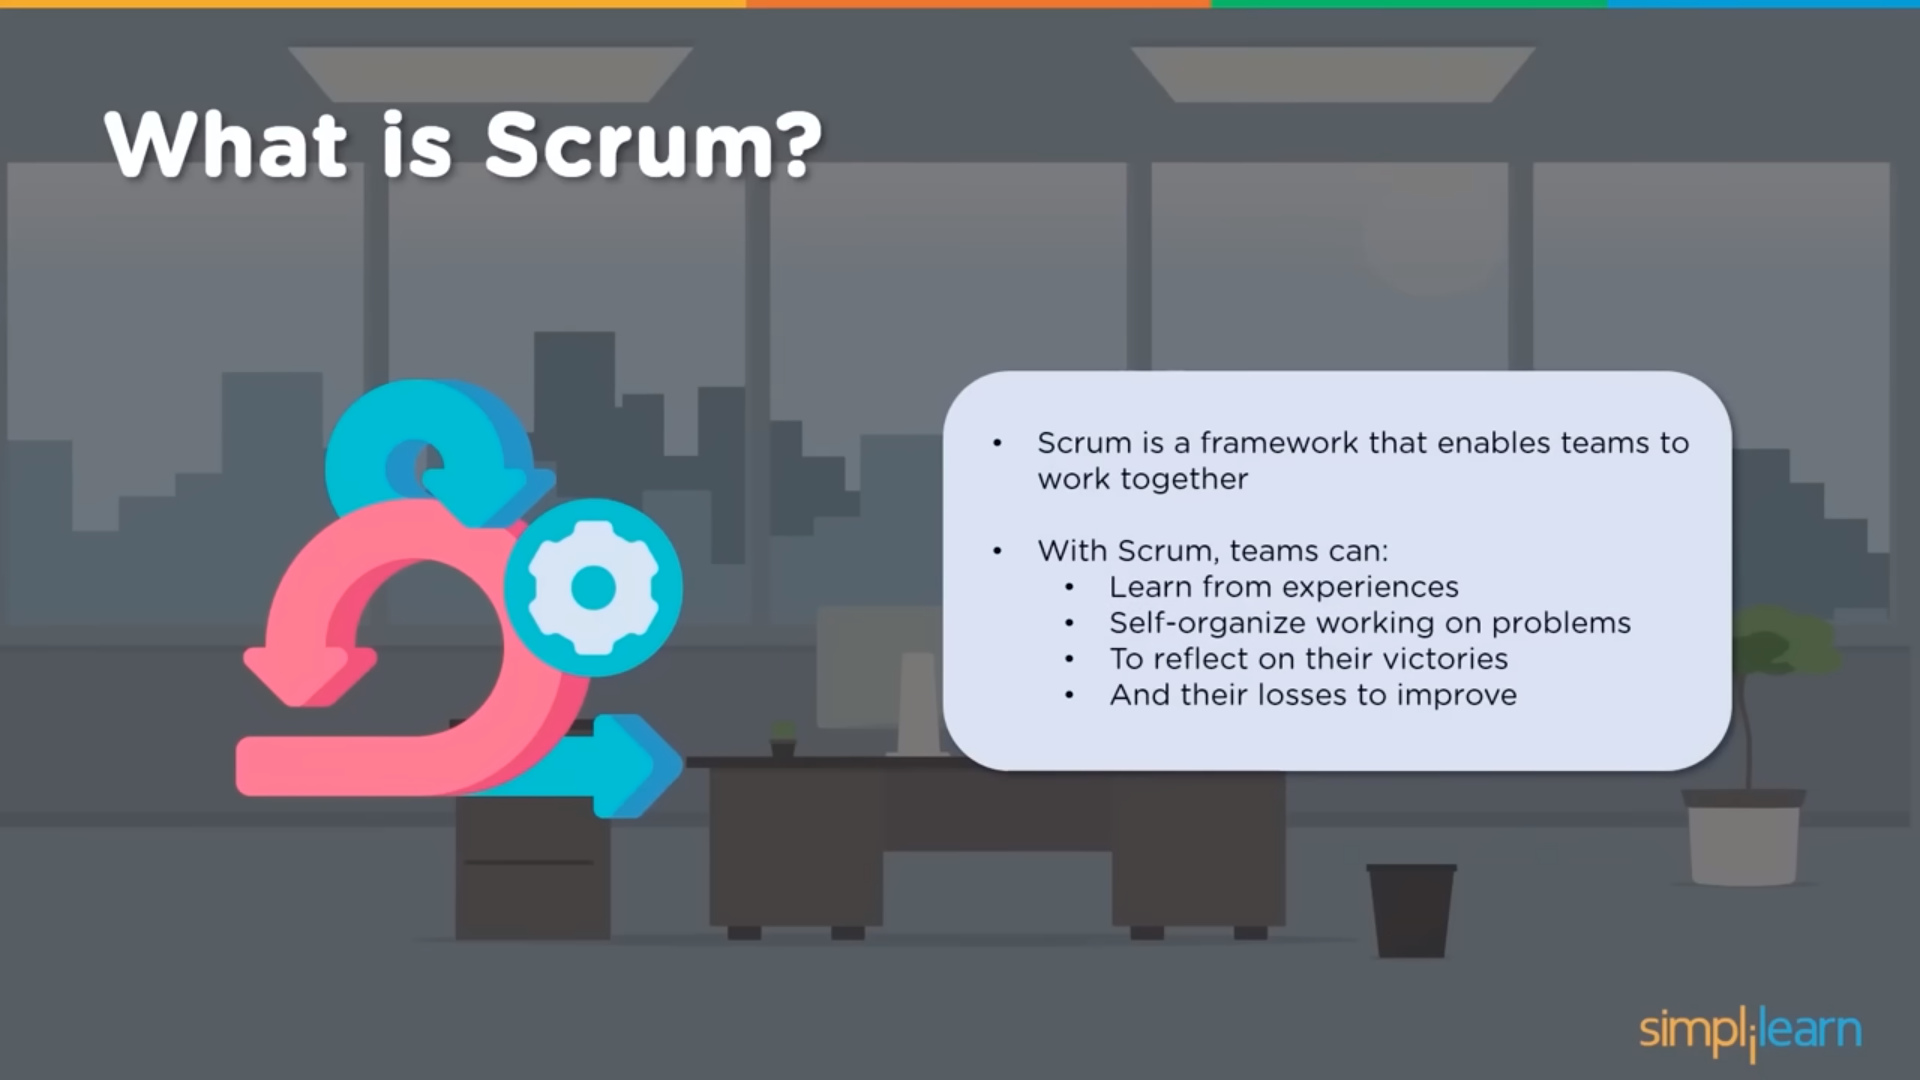 What is Scrum?
• Scrum is a framework that enables teams to
work together
• With Scrum, teams can:
• Learn from experiences
• Self-organize working on problems
• To reflect on their victories
• And their losses to improve
simplilearn